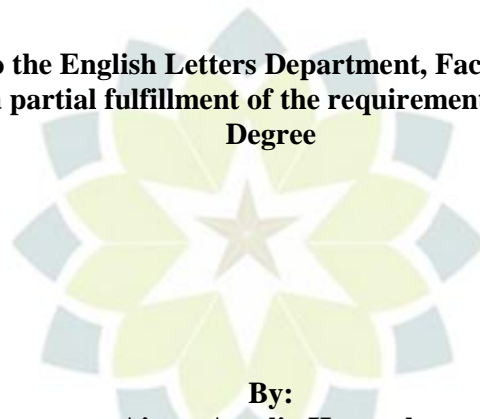 the English Letters Department, Fac
partial fulfillment of the requirement
Degree
By: